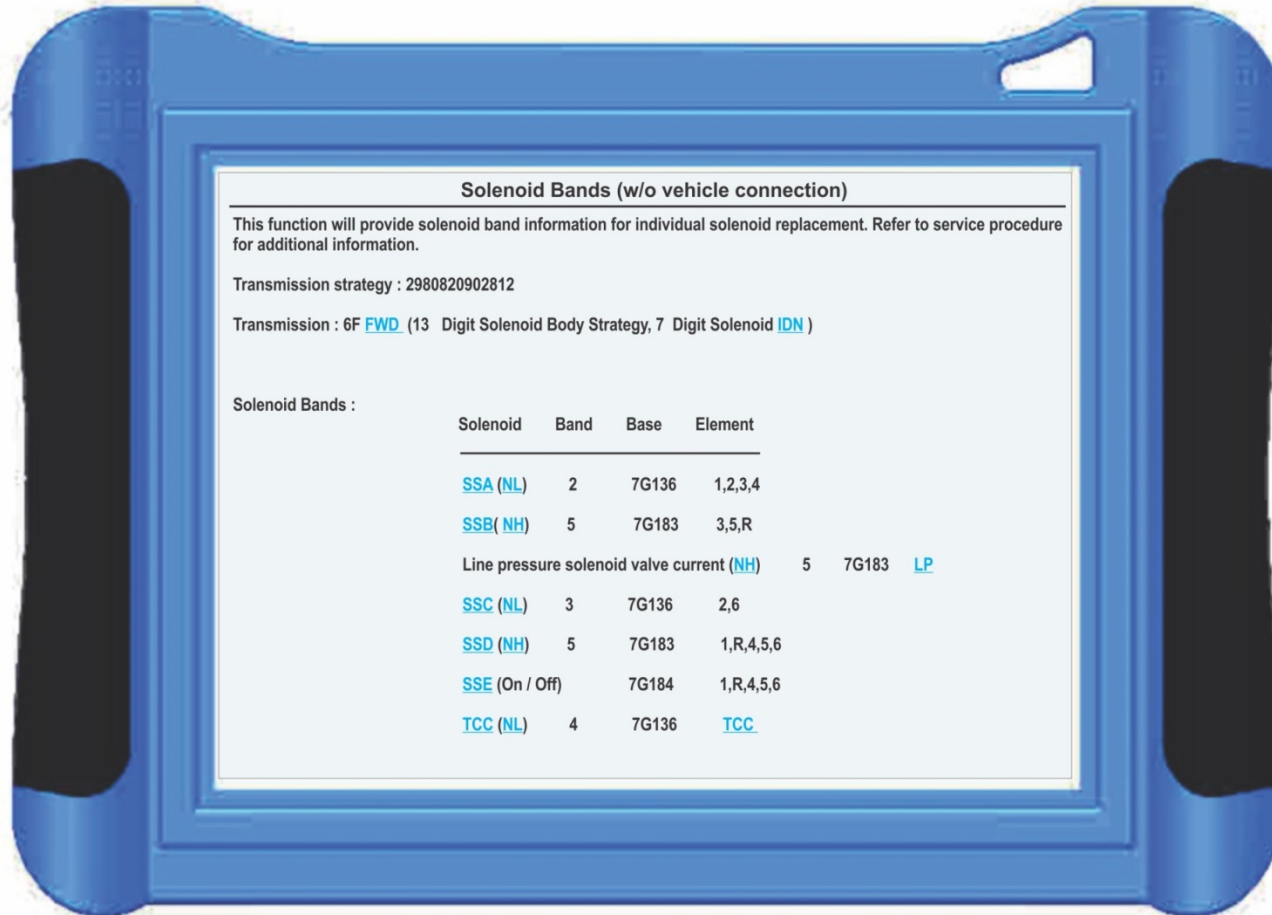 Solenoid Bands (w/o vehicle connection)
This function will provide solenoid band information for individual solenoid replacement. Refer to service procedure
for additional information.
Transmission strategy : 2980820902812
Transmission : 6F FWD (13 Digit Solenoid Body Strategy, 7 Digit Solenoid IDN )
Solenoid Bands :
Solenoid Band Base Element
SSA (NL) 2 7G136 1,2,3,4
SSB( NH) 5 7G183 3,5,R
Line pressure solenoid valve current (NH) 5 7G183 LP
SSC (NL) 3 7G136 2,6
SSD (NH) 5 7G183 1,R,4,5,6
SSE (On / Off) 7G184 1,R,4,5,6
TCC (NL) 4 7G136 TCC